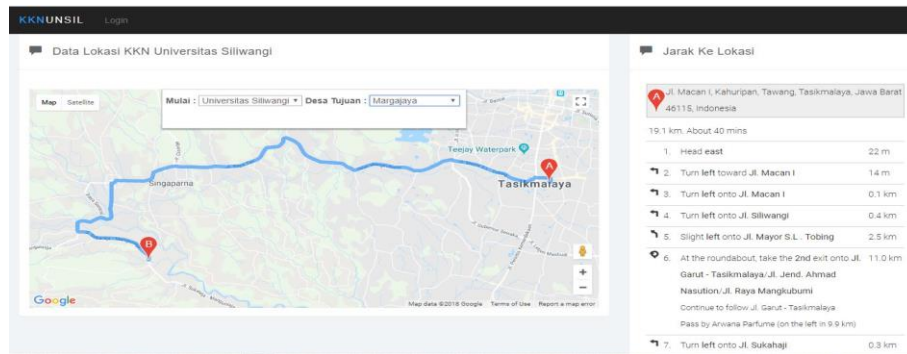 KKNUNSIL Login
Data Lokasi KKN Universitas Siliwangi
Map Satellite
Mulai : Universitas Siliwangi Desa Tujuan : Margajaya
Teejay Waterpark
A
Singaparna
Tasikmalaya
B
Google
Map data ©2018 Google Terms of Use Report a map error
Jarak Ke Lokasi
A
Jl. Macan I, Kahuripan, Tawang, Tasikmalaya, Jawa Barat
46115, Indonesia
19.1 km. About 40 mins
1. Head east 22 m
2. Turn left toward Jl. Macan I 14 m
3. Turn left onto Jl. Macan I 0.1 km
4. Turn left onto Jl. Siliwangi 0.4 km
5. Slight left onto Jl. Mayor S.L . Tobing 2.5 km
6. At the roundabout, take the 2nd exit onto Jl. 11.0 km
Garut - Tasikmalaya/Jl. Jend. Ahmad
Nasution/Jl. Raya Mangkubumi
Continue to follow Jl. Garut - Tasikmalaya
Pass by Arwana Parfume (on the left in 9.9 km)
7. Turn left onto Jl. Sukahaji 0.3 km